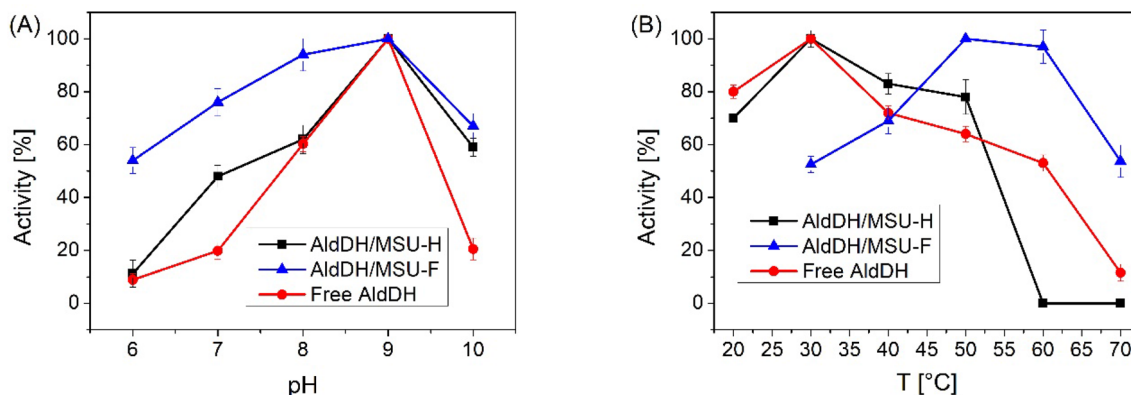 (A)
Activity [%]
100
80
60
40
20
0
AldDH/MSU-H
AldDH/MSU-F
Free AldDH
6 7 8 9 10
pH
(B)
Activity [%]
100
80
60
40
20
0
AldDH/MSU-H
AldDH/MSU-F
Free AldDH
20 25 30 35 40 45 50 55 60 65 70
T [°C]